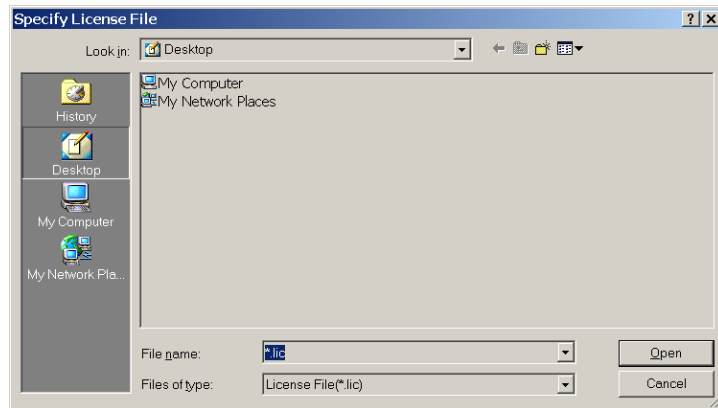 Specify License File
Look in: Desktop
My Computer
My Network Places
History
Desktop
My Computer
My Network Pla...
File name: *.lic Open
Files of type: License File(*.lic) Cancel